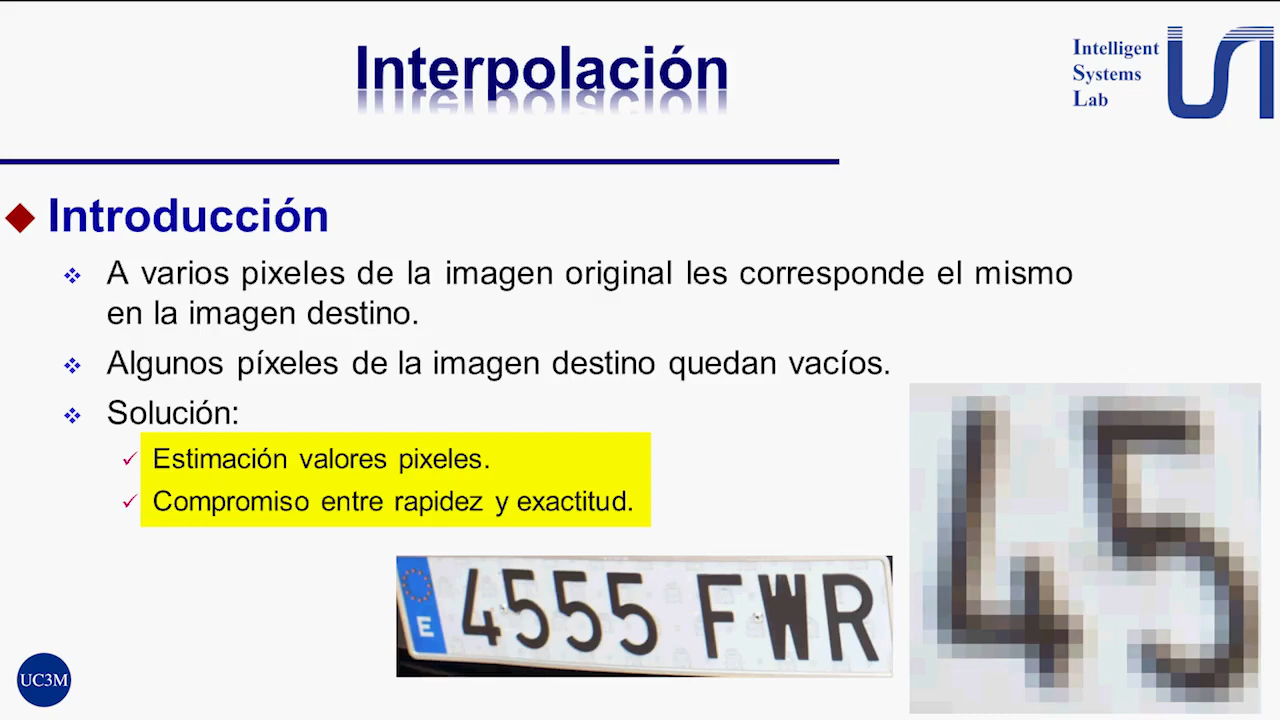 Interpolación
Intelligent
Systems
Lab
Introducción
A varios pixeles de la imagen original les corresponde el mismo
en la imagen destino.
Algunos píxeles de la imagen destino quedan vacíos.
Solución:
Estimación valores pixeles.
Compromiso entre rapidez y exactitud.
E 4555 FWR
45
UC3M